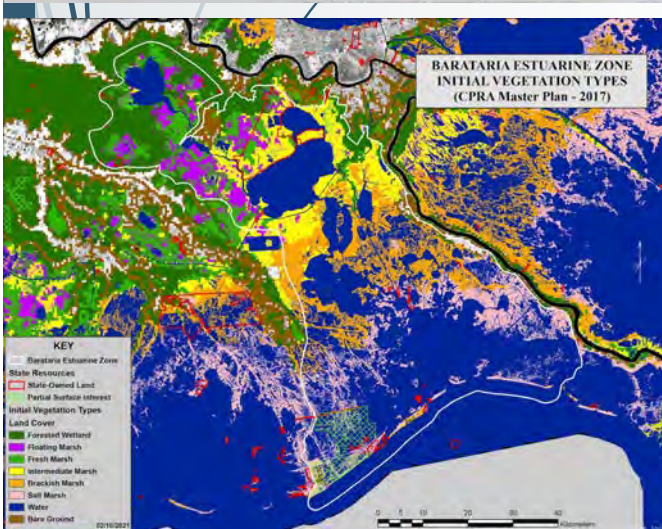 BARATARIA ESTUARINE ZONE
INITIAL VEGETATION TYPES
(CPRA Master Plan - 2017)
KEY
Barataria Estuarine Zone
State Resources
State-Owned Land
Partial Surface Interest
Initial Vegetation Types
Land Cover
Forested Wetland
Floating Marsh
Fresh Marsh
Intermediate Marsh
Brackish Marsh
Salt Marsh
Water
Bare Ground
02/10/2021
0 5 10 20 30 40
Kilometers